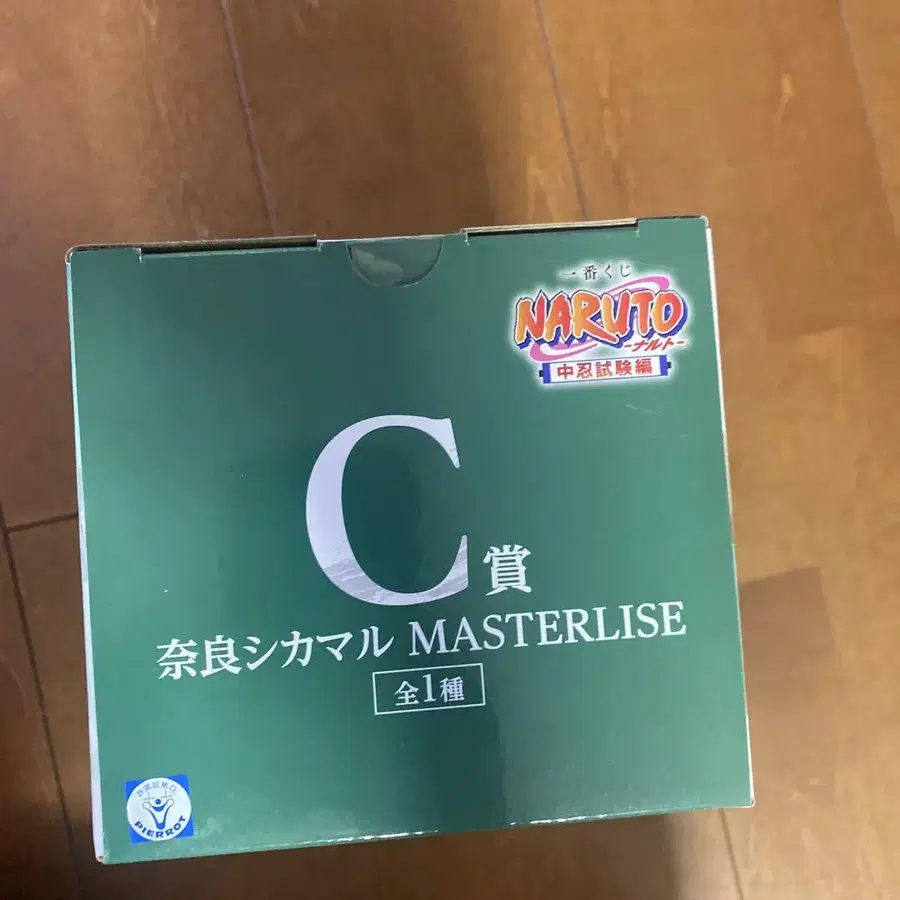 一番くじ
NARUTO
-ナルト-
中忍試験編
C賞
奈良シカマル MASTERLISE
全1種
PIERROT